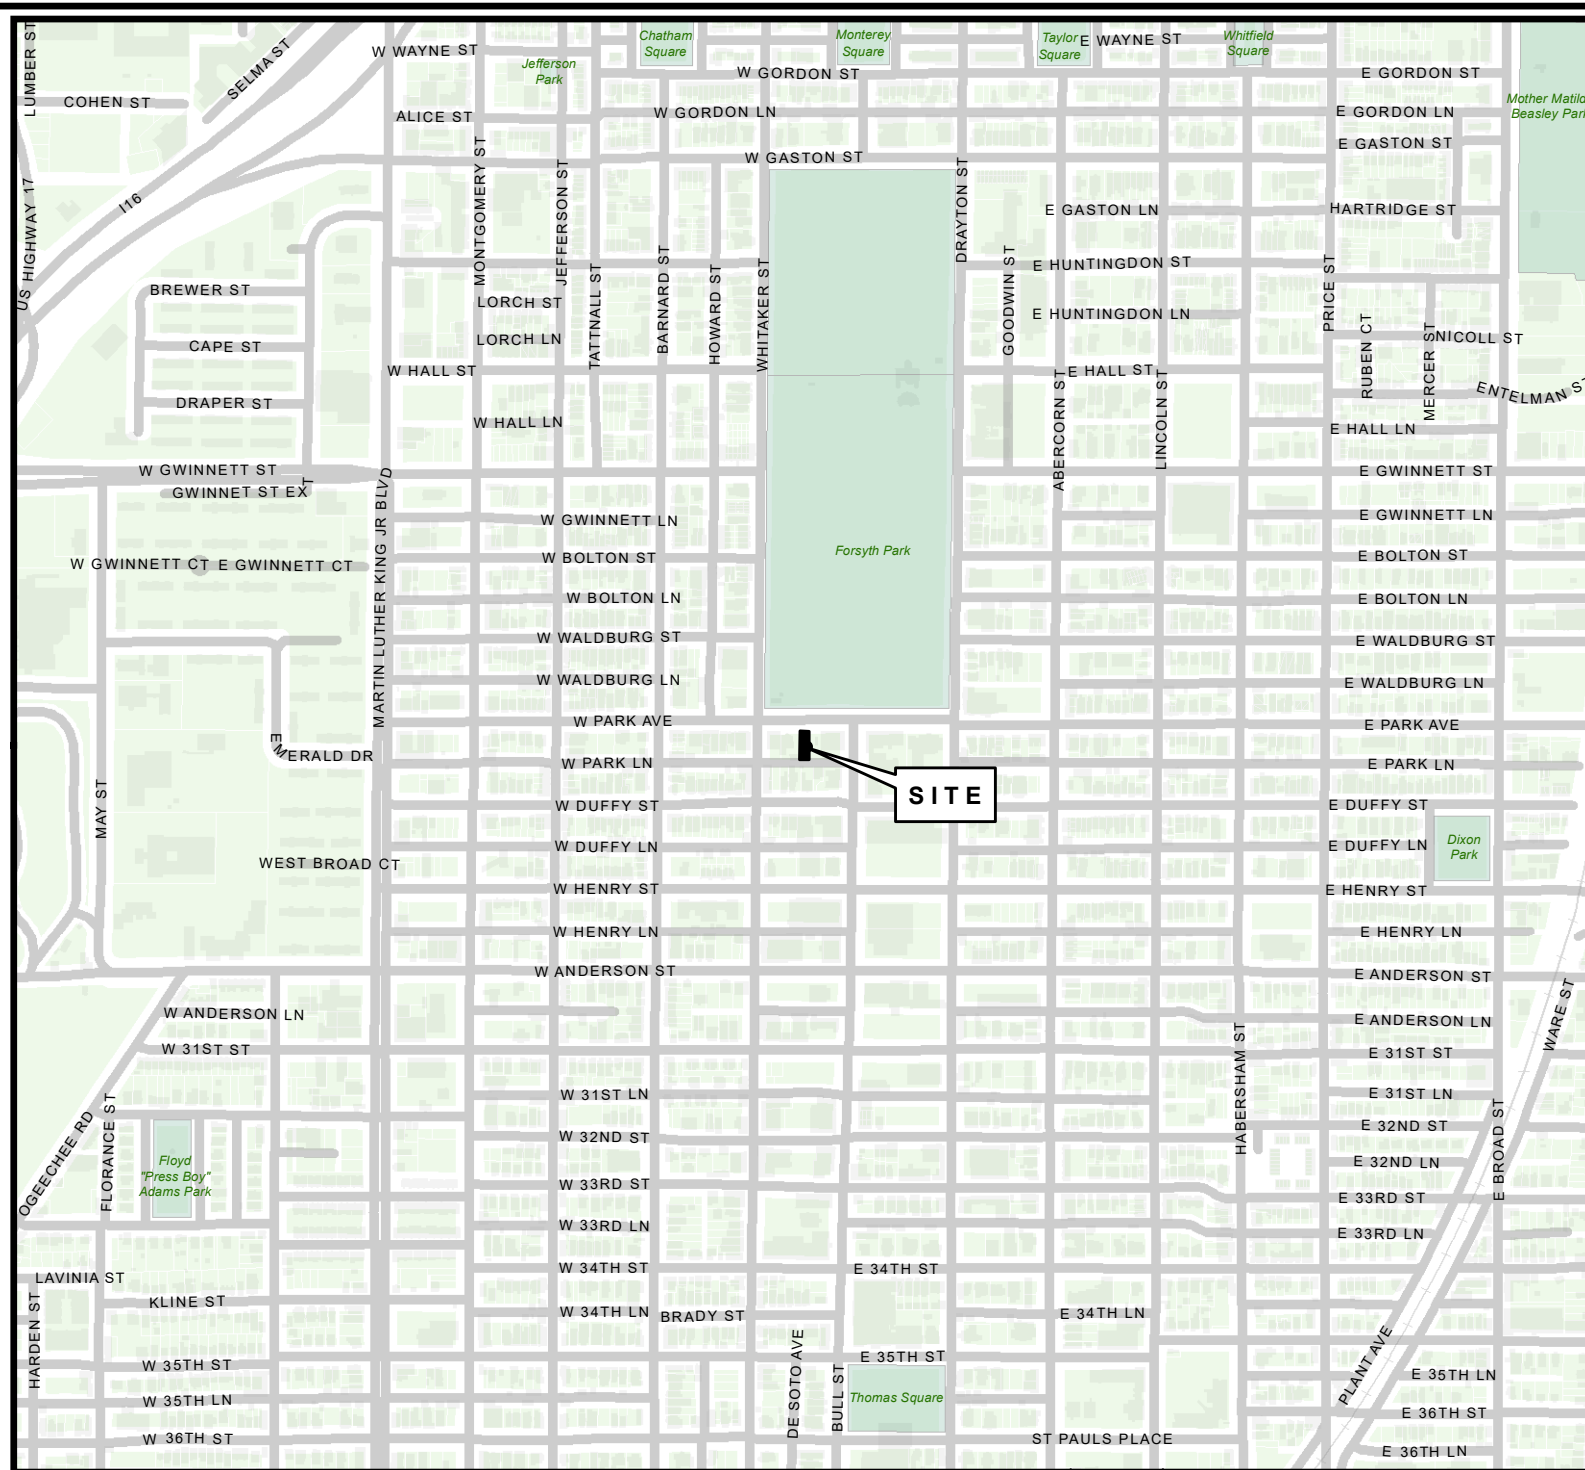 LUMBER ST
SELMA ST
W WAYNE ST
Chatham
Square
Monterey
Square
Taylor
Square
E WAYNE ST
Whitfield
Square
Jefferson
Park
COHEN ST
W GORDON ST
E GORDON ST
ALICE ST
W GORDON LN
E GORDON LN
Mother Matild
Beasley Park
W GASTON ST
E GASTON ST
US HIGHWAY 17
I16
MONTGOMERY ST
JEFFERSON ST
DRAYTON ST
E GASTON LN
HARTRIDGE ST
BREWER ST
LORCH ST
TATTNALL ST
BARNARD ST
HOWARD ST
WHITAKER ST
GOODWIN ST
E HUNTINGDON ST
E HUNTINGDON LN
PRICE ST
CAPE ST
LORCH LN
RUBEN CT
MERCER ST
NICOLL ST
W HALL ST
E HALL ST
ENTELMAN ST
DRAPER ST
W HALL LN
ABERCORN ST
LINCOLN ST
E HALL LN
W GWINNETT ST
GWINNET ST EXT
E GWINNETT ST
MARTIN LUTHER KING JR BLVD
W GWINNETT LN
E GWINNETT LN
Forsyth Park
W GWINNETT CT
E GWINNETT CT
W BOLTON ST
E BOLTON ST
W BOLTON LN
E BOLTON LN
W WALDBURG ST
E WALDBURG ST
W WALDBURG LN
E WALDBURG LN
W PARK AVE
E PARK AVE
EMERALD DR
W PARK LN
E PARK LN
SITE
MAY ST
W DUFFY ST
E DUFFY ST
WEST BROAD CT
W DUFFY LN
E DUFFY LN
Dixon
Park
W HENRY ST
E HENRY ST
W HENRY LN
E HENRY LN
W ANDERSON ST
E ANDERSON ST
W ANDERSON LN
E ANDERSON LN
WARE ST
W 31ST ST
E 31ST ST
HABERSHAM ST
W 31ST LN
E 31ST LN
OGEECHEE RD
FLORANCE ST
W 32ND ST
E 32ND ST
E BROAD ST
Floyd
"Press Boy"
Adams Park
E 32ND LN
W 33RD ST
E 33RD ST
W 33RD LN
E 33RD LN
LAVINIA ST
W 34TH ST
E 34TH ST
KLINE ST
W 34TH LN
BRADY ST
E 34TH LN
HARDEN ST
W 35TH ST
DE SOTO AVE
BULL ST
E 35TH ST
PLANT AVE
E 35TH LN
W 35TH LN
Thomas Square
E 36TH ST
W 36TH ST
ST PAULS PLACE
E 36TH LN